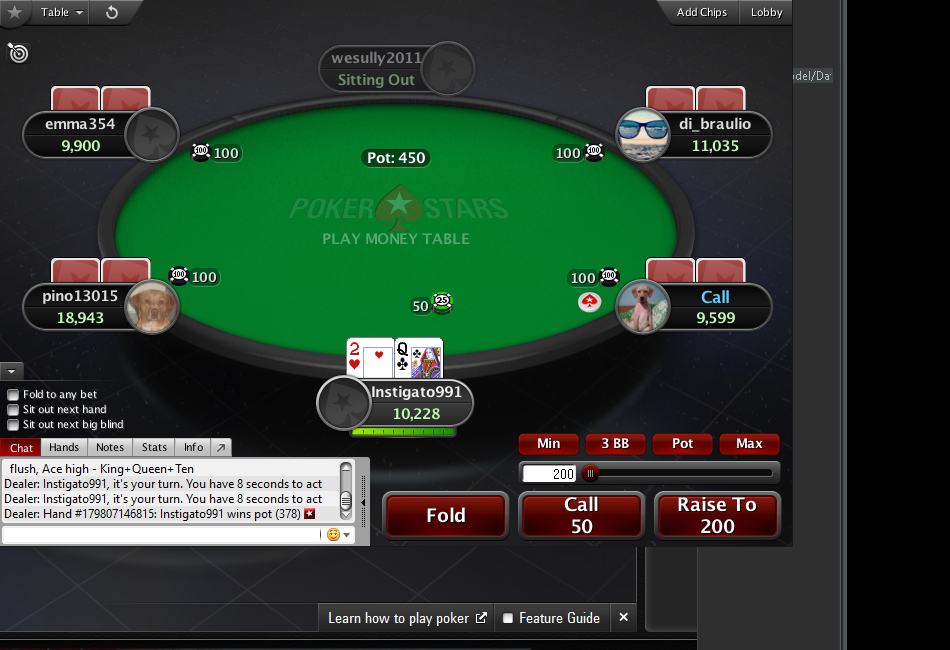 Table
Add Chips
Lobby
wesully2011
Sitting Out
emma354
9,900
100
Pot: 450
100
di_braulio
11,035
POKER STARS
PLAY MONEY TABLE
pino13015
18,943
100
50
25
100
Call
9,599
2
Q
Instigato991
10,228
Fold to any bet
Sit out next hand
Sit out next big blind
Chat Hands Notes Stats Info
flush, Ace high - King+Queen+Ten
Dealer: Instigato991, it's your turn. You have 8 seconds to act
Dealer: Instigato991, it's your turn. You have 8 seconds to act
Dealer: Hand #179807146815: Instigato991 wins pot (378)
Min
3 BB
Pot
Max
200
Fold
Call
50
Raise To
200
Learn how to play poker
Feature Guide